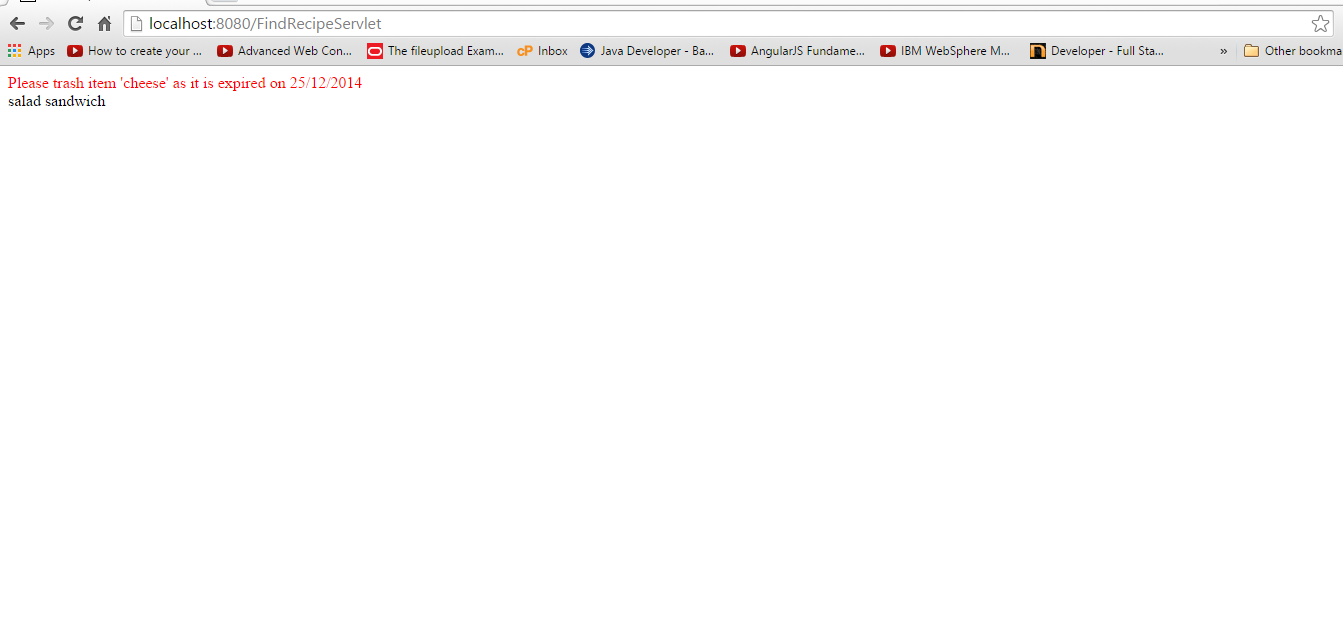 localhost:8080/FindRecipeServlet
Apps How to create your ... Advanced Web Con... The fileupload Exam... cP Inbox Java Developer - Ba... AngularJS Fundame... IBM WebSphere M... Developer - Full Sta... » Other bookma
Please trash item 'cheese' as it is expired on 25/12/2014
salad sandwich